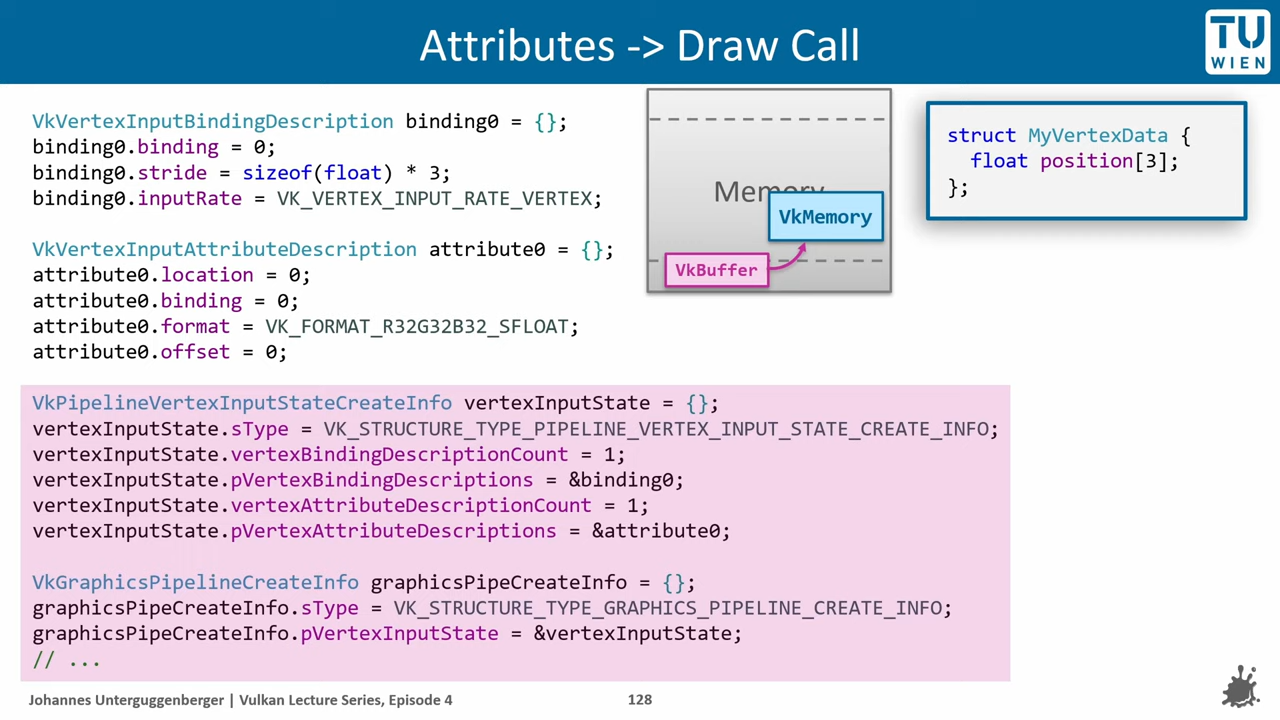 Attributes -> Draw Call
TU
WIEN
VkVertexInputBindingDescription binding0 = {};
binding0.binding = 0;
binding0.stride = sizeof(float) * 3;
binding0.inputRate = VK_VERTEX_INPUT_RATE_VERTEX;
VkVertexInputAttributeDescription attribute0 = {};
attribute0.location = 0;
attribute0.binding = 0;
attribute0.format = VK_FORMAT_R32G32B32_SFLOAT;
attribute0.offset = 0;
Memory
VkMemory
VkBuffer
struct MyVertexData {
float position[3];
};
VkPipelineVertexInputStateCreateInfo vertexInputState = {};
vertexInputState.sType = VK_STRUCTURE_TYPE_PIPELINE_VERTEX_INPUT_STATE_CREATE_INFO;
vertexInputState.vertexBindingDescriptionCount = 1;
vertexInputState.pVertexBindingDescriptions = &binding0;
vertexInputState.vertexAttributeDescriptionCount = 1;
vertexInputState.pVertexAttributeDescriptions = &attribute0;
VkGraphicsPipelineCreateInfo graphicsPipeCreateInfo = {};
graphicsPipeCreateInfo.sType = VK_STRUCTURE_TYPE_GRAPHICS_PIPELINE_CREATE_INFO;
graphicsPipeCreateInfo.pVertexInputState = &vertexInputState;
// ...
Johannes Unterguggenberger | Vulkan Lecture Series, Episode 4
128